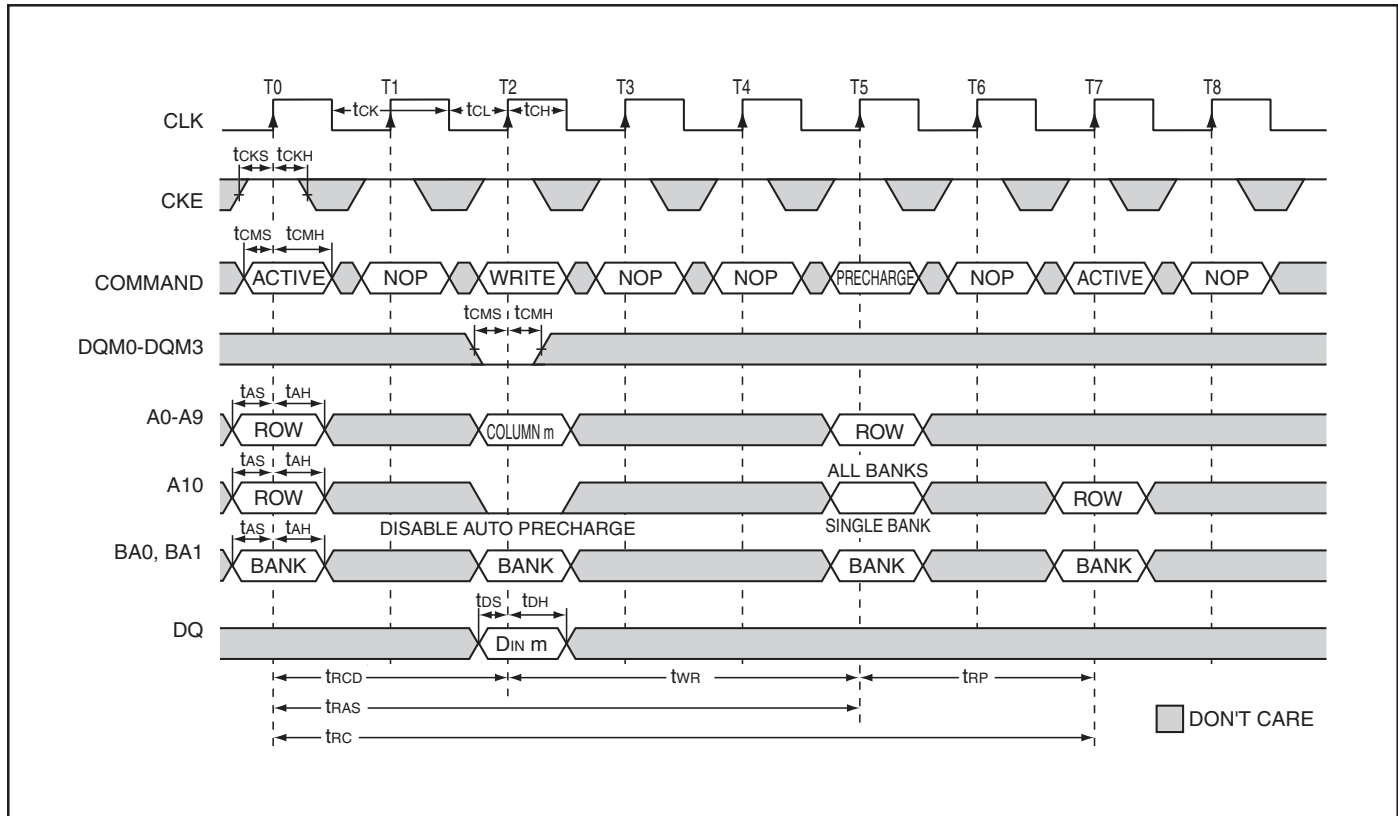 T0 T1 T2 T3 T4 T5 T6 T7 T8
CLK tCK tCL tCH
tCKS tCKH
CKE
tCMS tCMH
COMMAND ACTIVE NOP WRITE NOP NOP PRECHARGE NOP ACTIVE NOP
tCMS tCMH
DQM0-DQM3
tAS tAH
A0-A9 ROW COLUMN m ROW
tAS tAH ALL BANKS
A10 ROW ROW
DISABLE AUTO PRECHARGE SINGLE BANK
tAS tAH
BA0, BA1 BANK BANK BANK BANK
tDS tDH
DQ DIN m
tRCD tWR tRP
tRAS
DON'T CARE
tRC